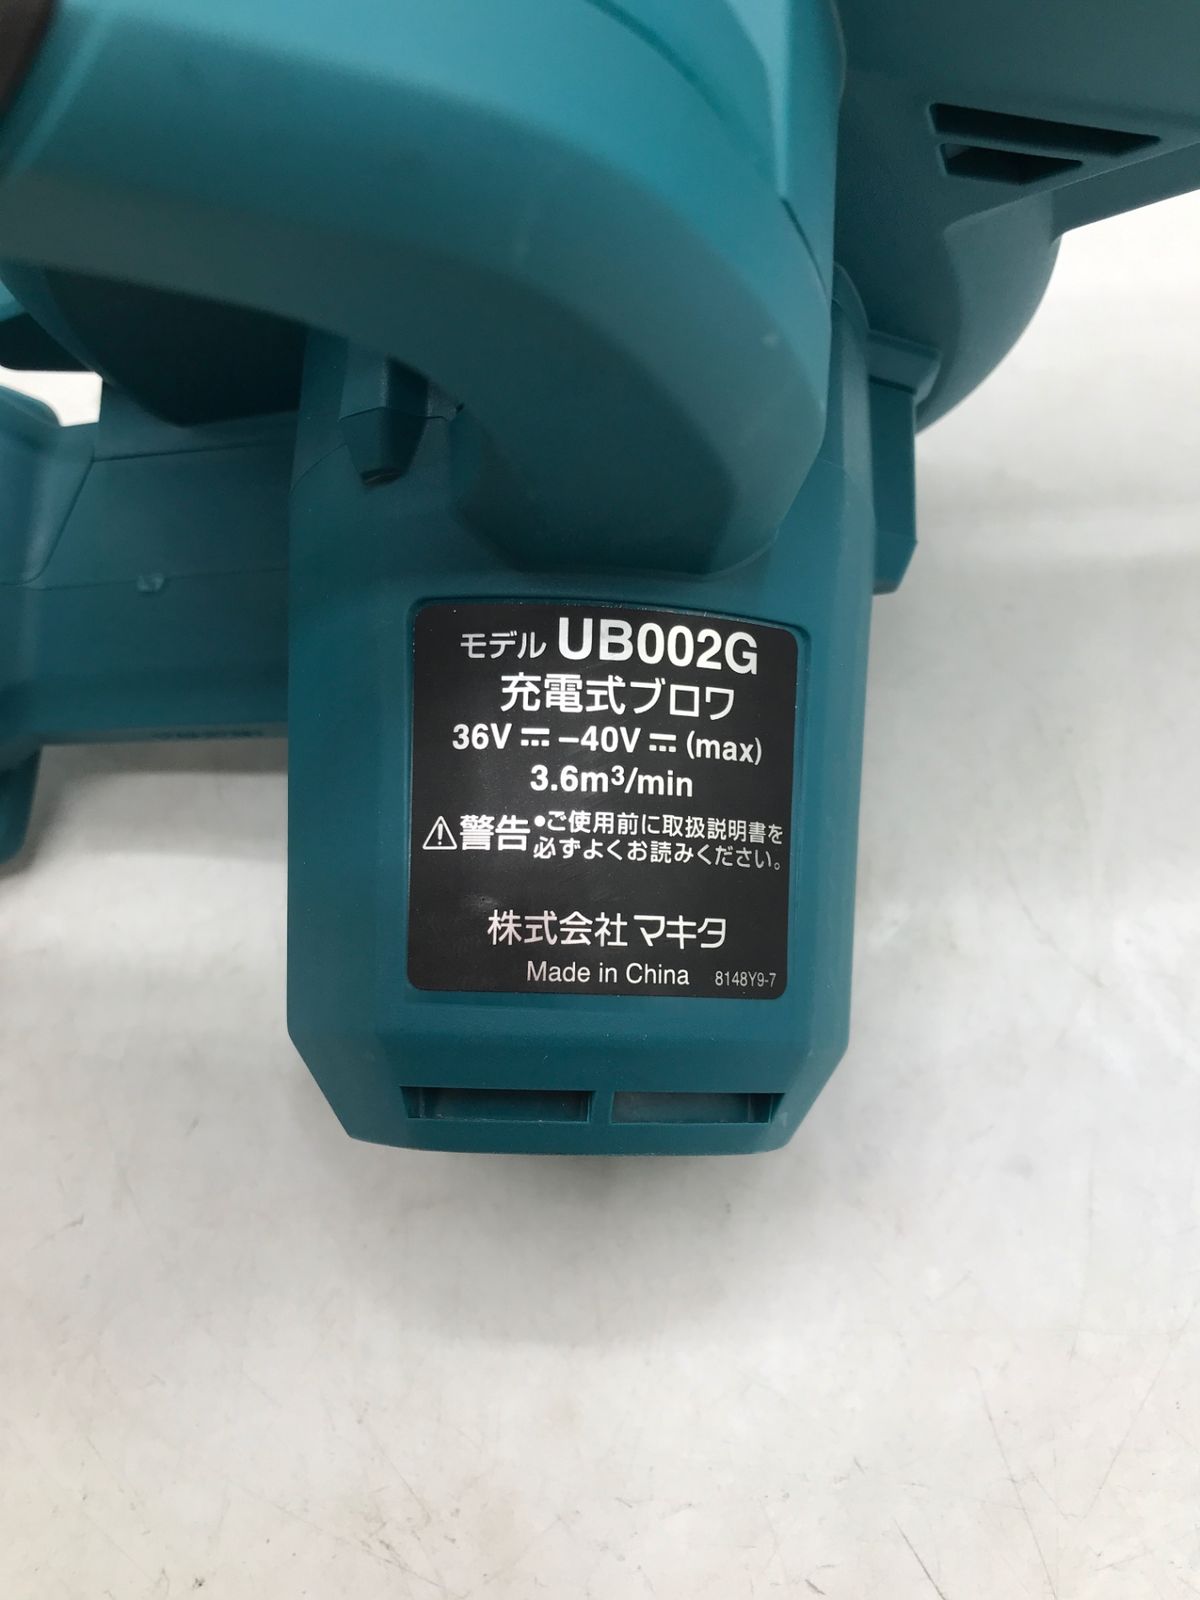 モデル UB002G
充電式ブロワ
36V ⎓ –40V ⎓ (max)
3.6m³/min
⚠警告 •ご使用前に取扱説明書を
必ずよくお読みください。
株式会社マキタ
Made in China 8148Y9-7